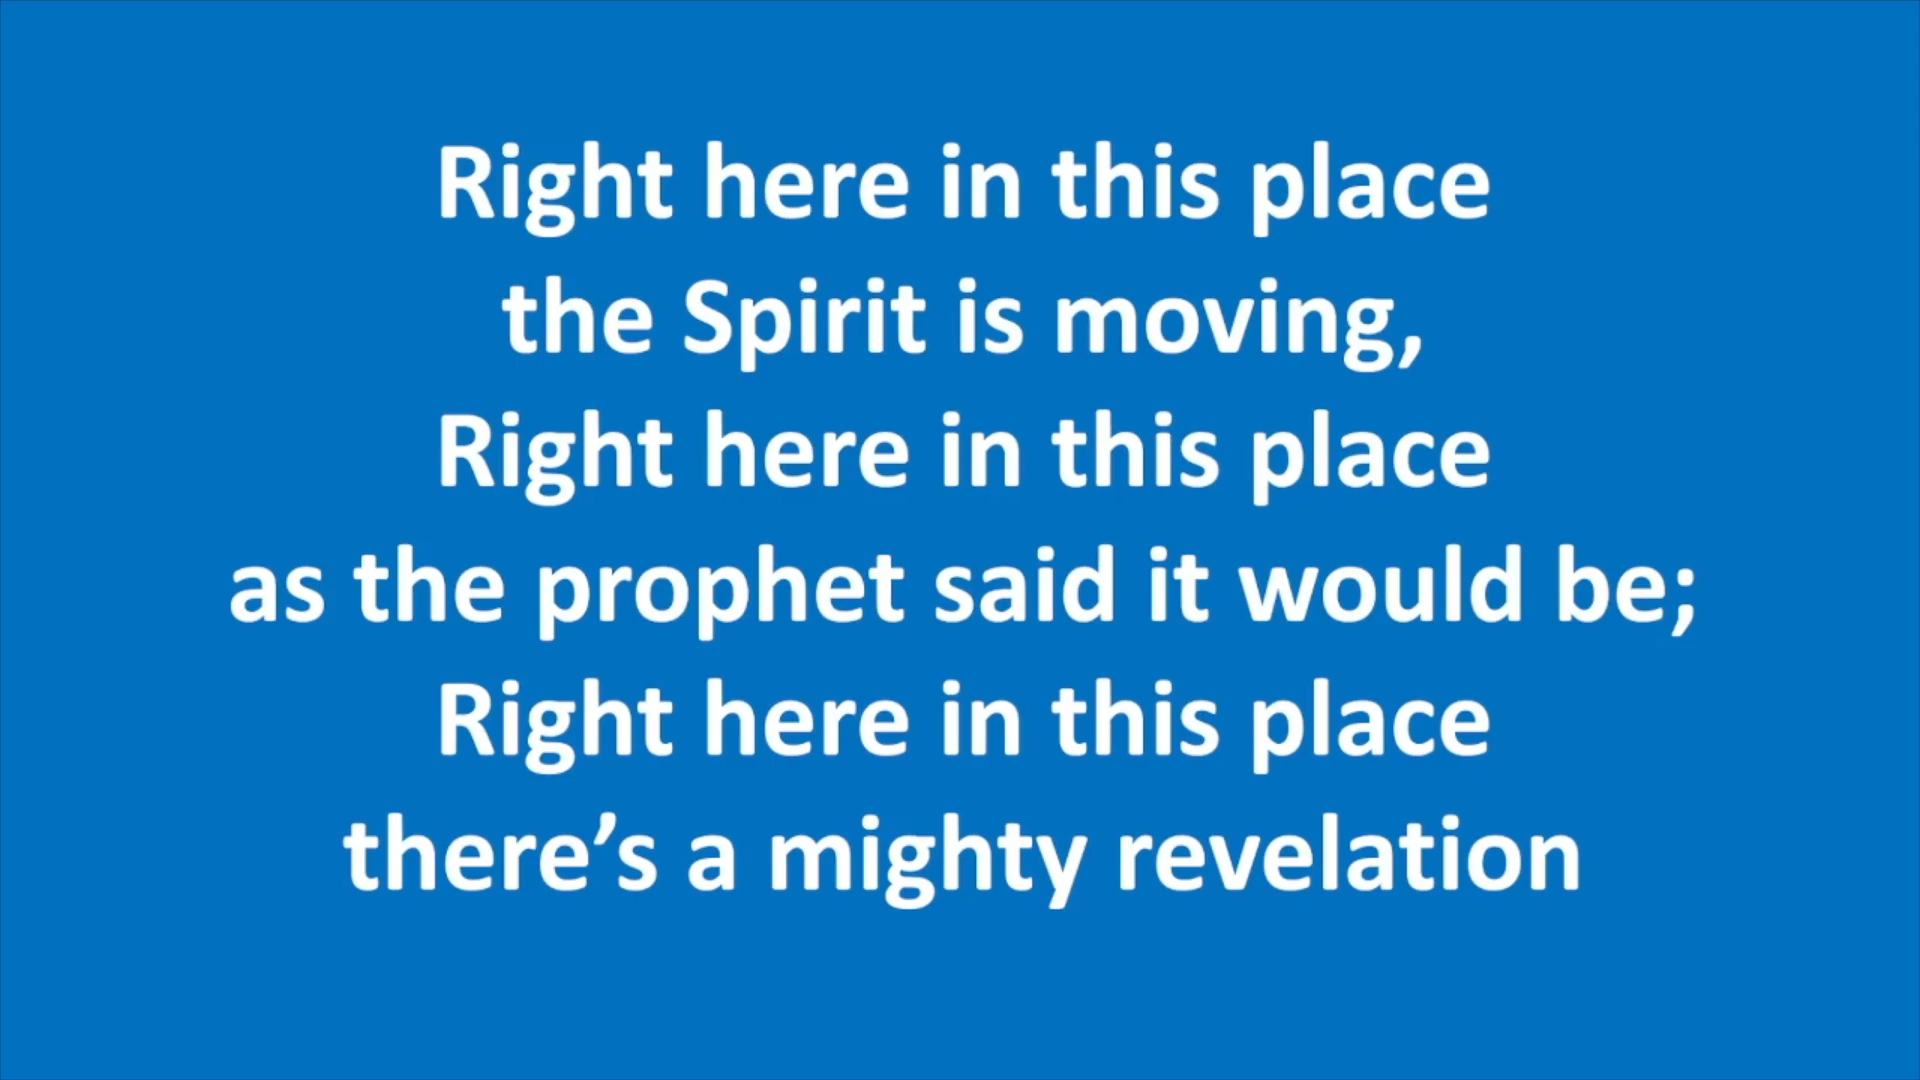 Right here in this place
the Spirit is moving,
Right here in this place
as the prophet said it would be;
Right here in this place
there’s a mighty revelation